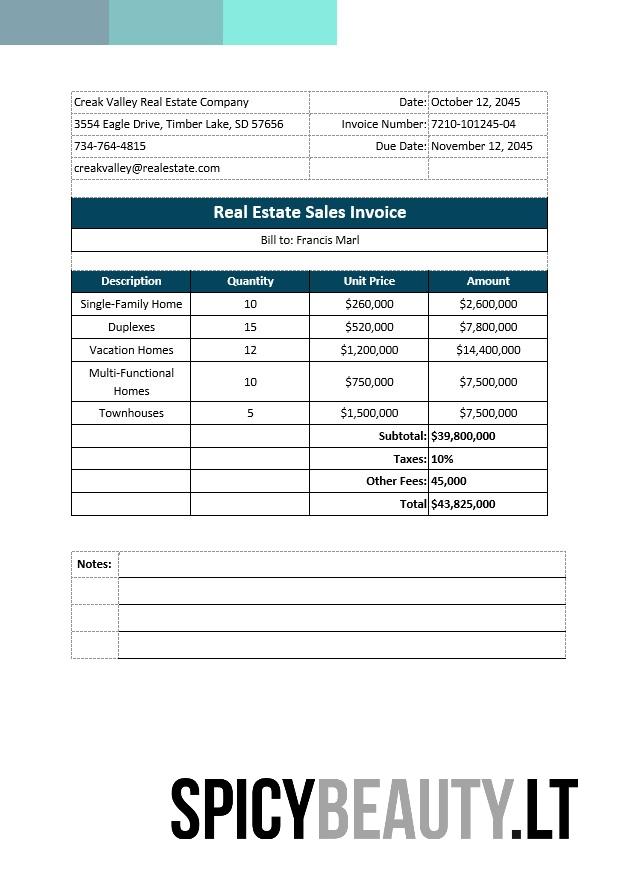 Creak Valley Real Estate Company Date: October 12, 2045
3554 Eagle Drive, Timber Lake, SD 57656 Invoice Number: 7210-101245-04
734-764-4815 Due Date: November 12, 2045
creakvalley@realestate.com
Real Estate Sales Invoice
Bill to: Francis Marl
Description Quantity Unit Price Amount
Single-Family Home 10 $260,000 $2,600,000
Duplexes 15 $520,000 $7,800,000
Vacation Homes 12 $1,200,000 $14,400,000
Multi-Functional
Homes 10 $750,000 $7,500,000
Townhouses 5 $1,500,000 $7,500,000
Subtotal: $39,800,000
Taxes: 10%
Other Fees: 45,000
Total $43,825,000
Notes:
SPICYBEAUTY.LT